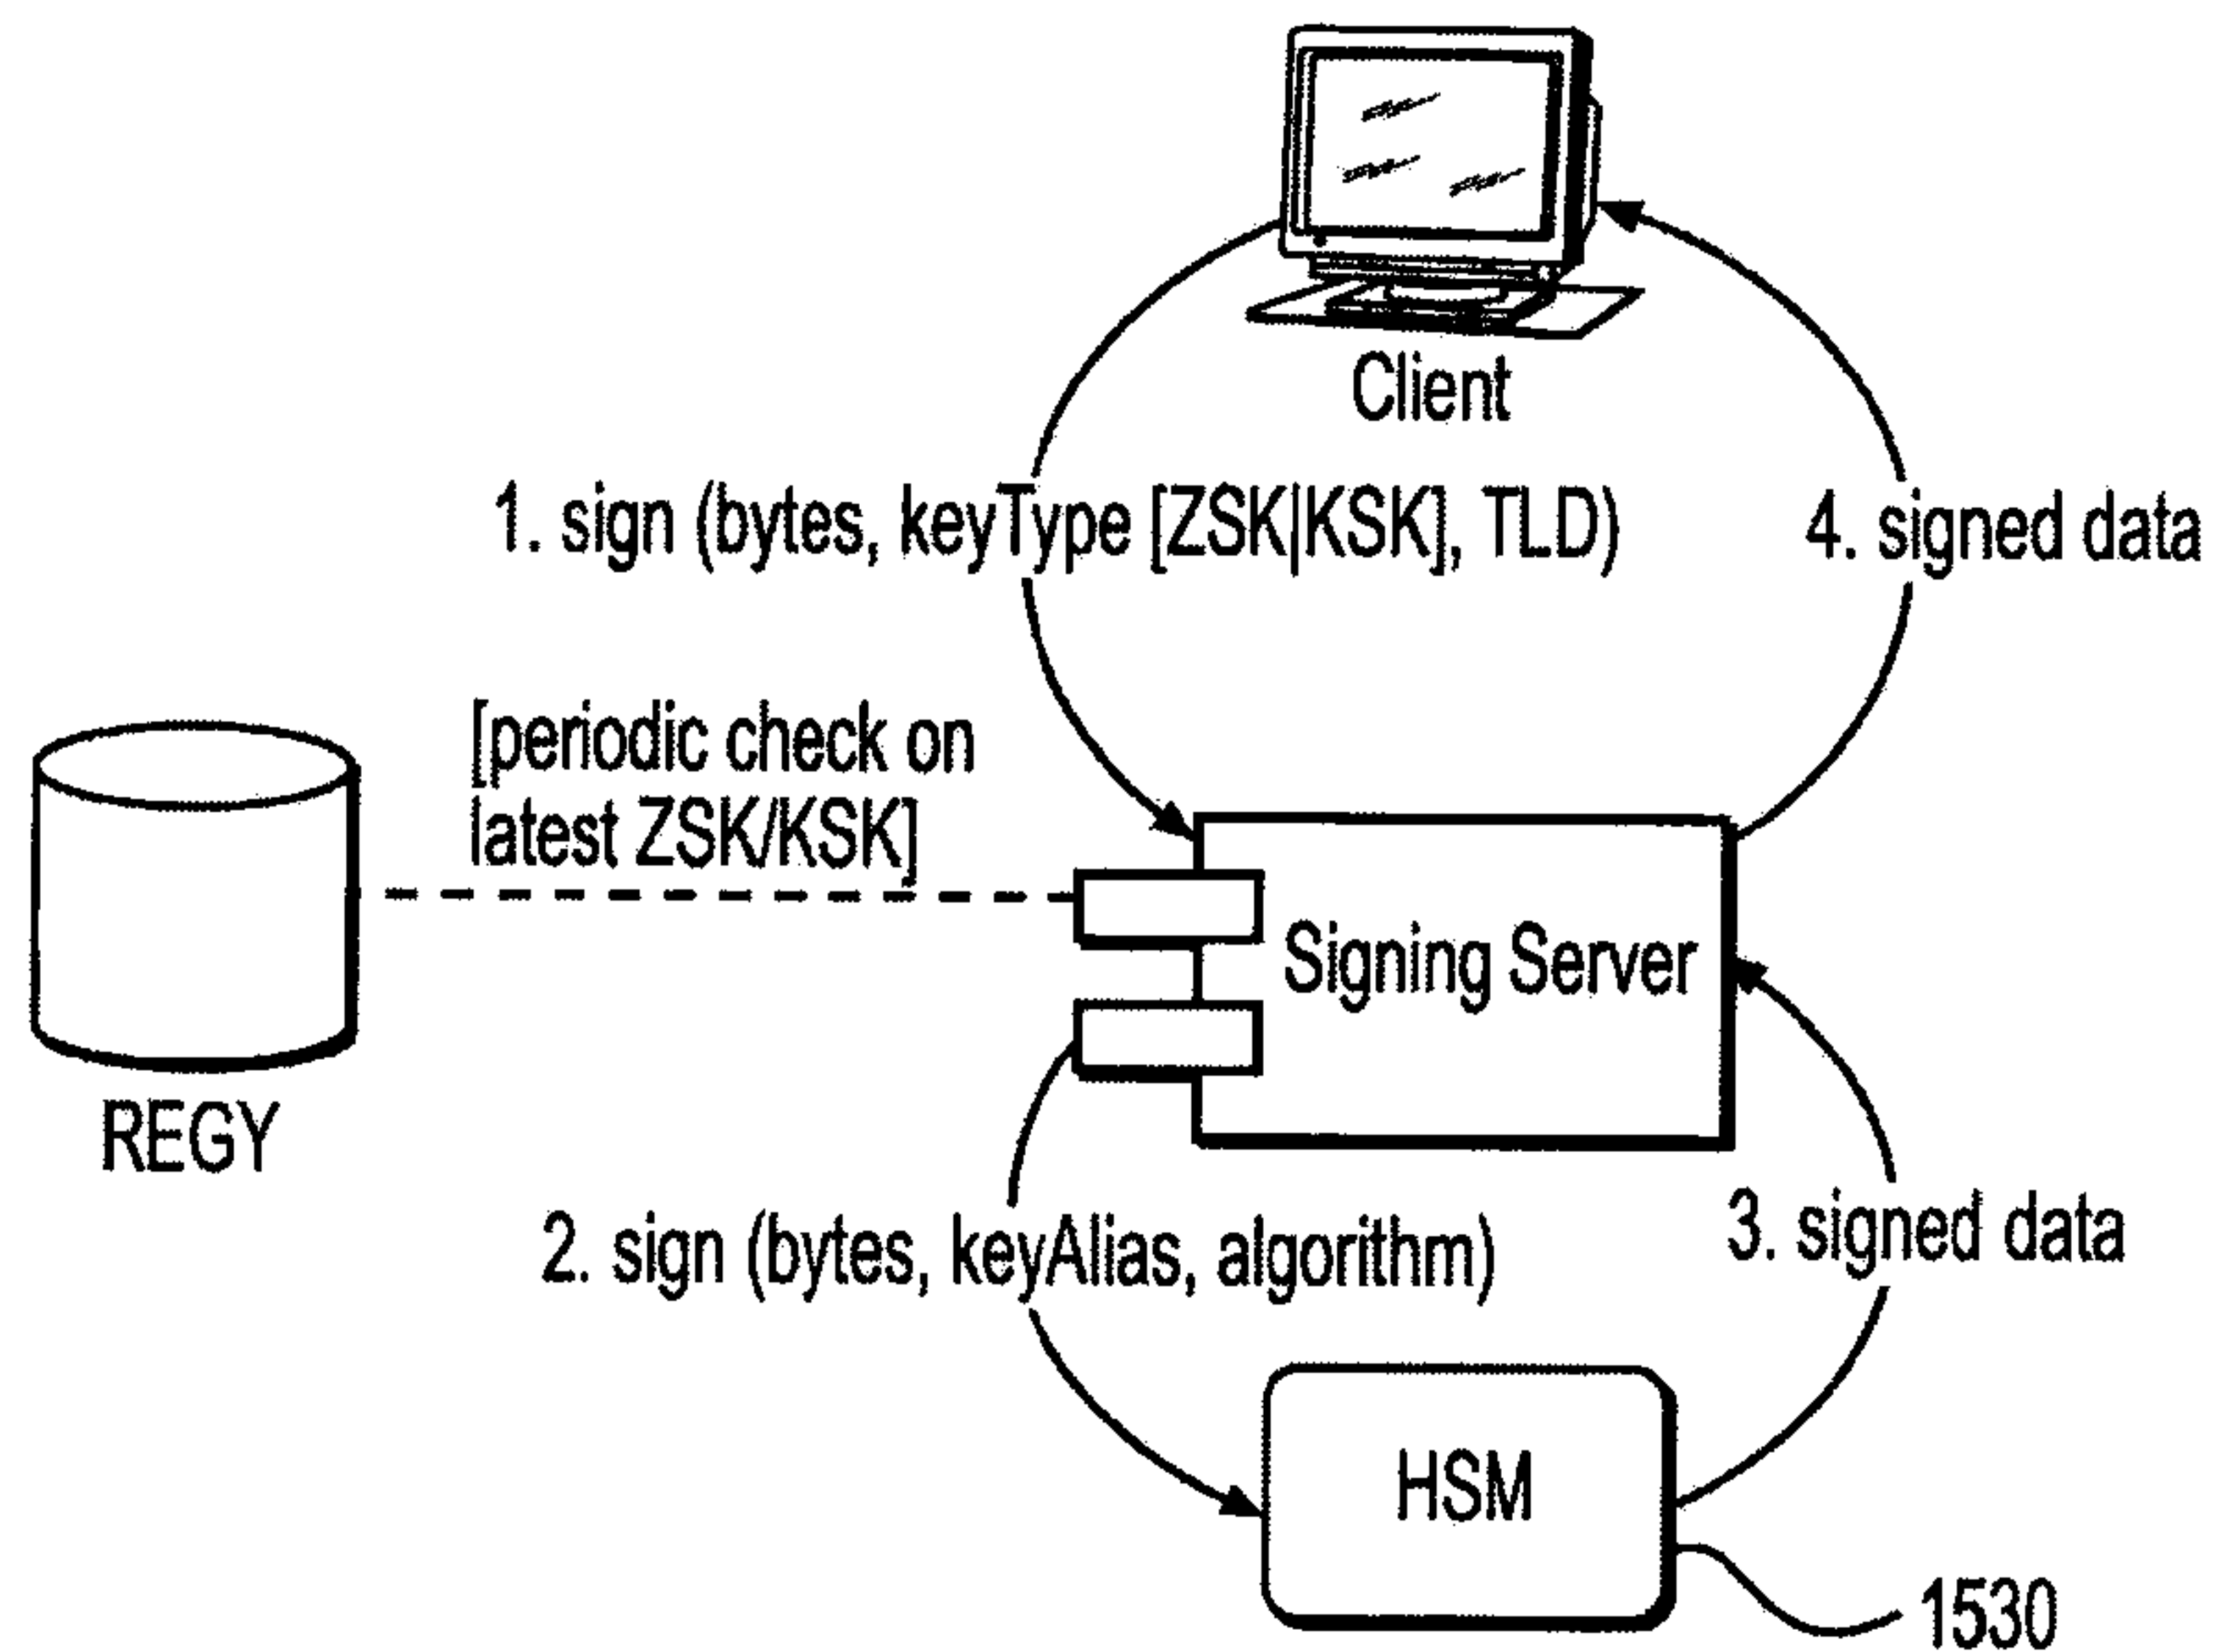 Client
1. sign (bytes, keyType [ZSK|KSK], TLD)
4. signed data
[periodic check on
latest ZSK/KSK]
Signing Server
REGY
2. sign (bytes, keyAlias, algorithm)
3. signed data
HSM
1530